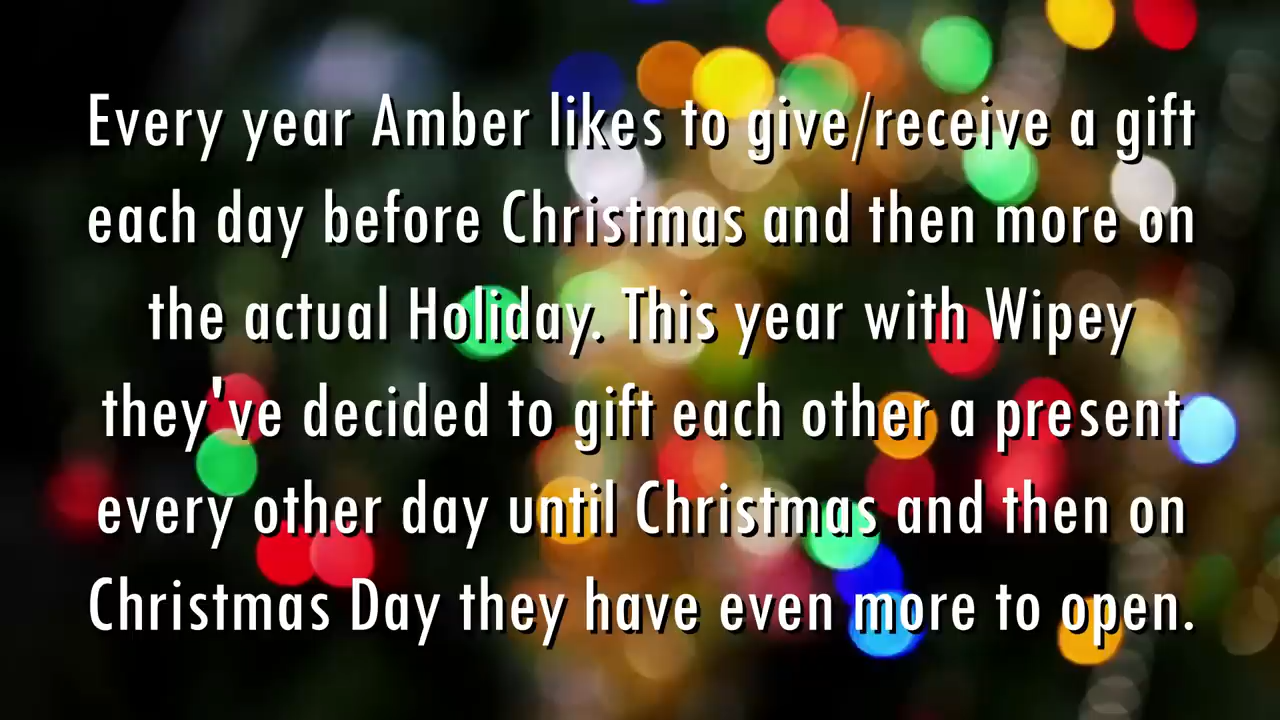 Every year Amber likes to give/receive a gift
each day before Christmas and then more on
the actual Holiday. This year with Wipey
they've decided to gift each other a present
every other day until Christmas and then on
Christmas Day they have even more to open.